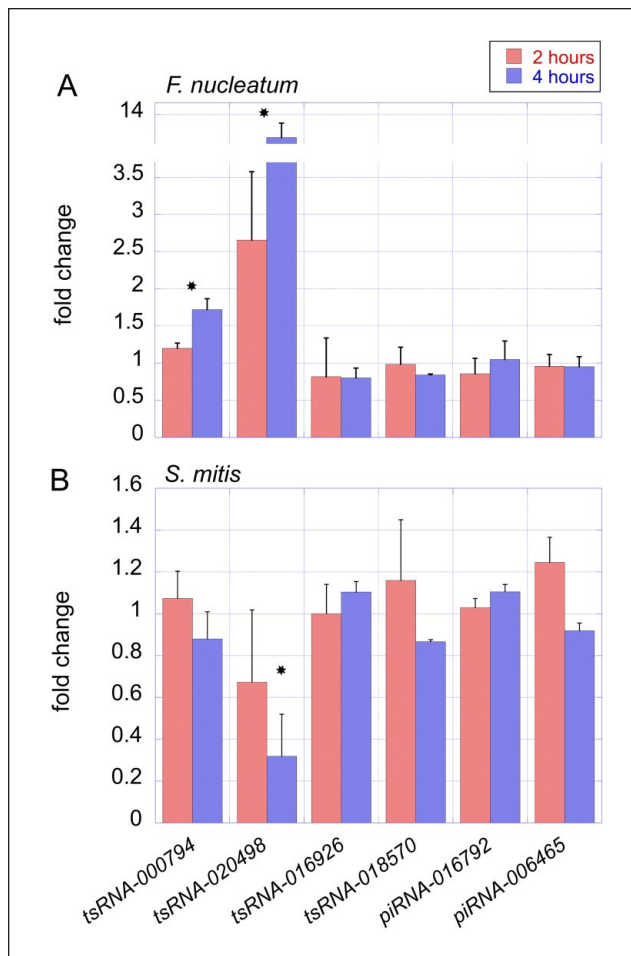 2 hours
4 hours
A
F. nucleatum
14
3.5
3
2.5
2
1.5
1
0.5
0
fold change
*
*
B
S. mitis
1.6
1.4
1.2
1
0.8
0.6
0.4
0.2
0
fold change
*
tsRNA-000794
tsRNA-020498
tsRNA-016926
tsRNA-018570
piRNA-016792
piRNA-006465